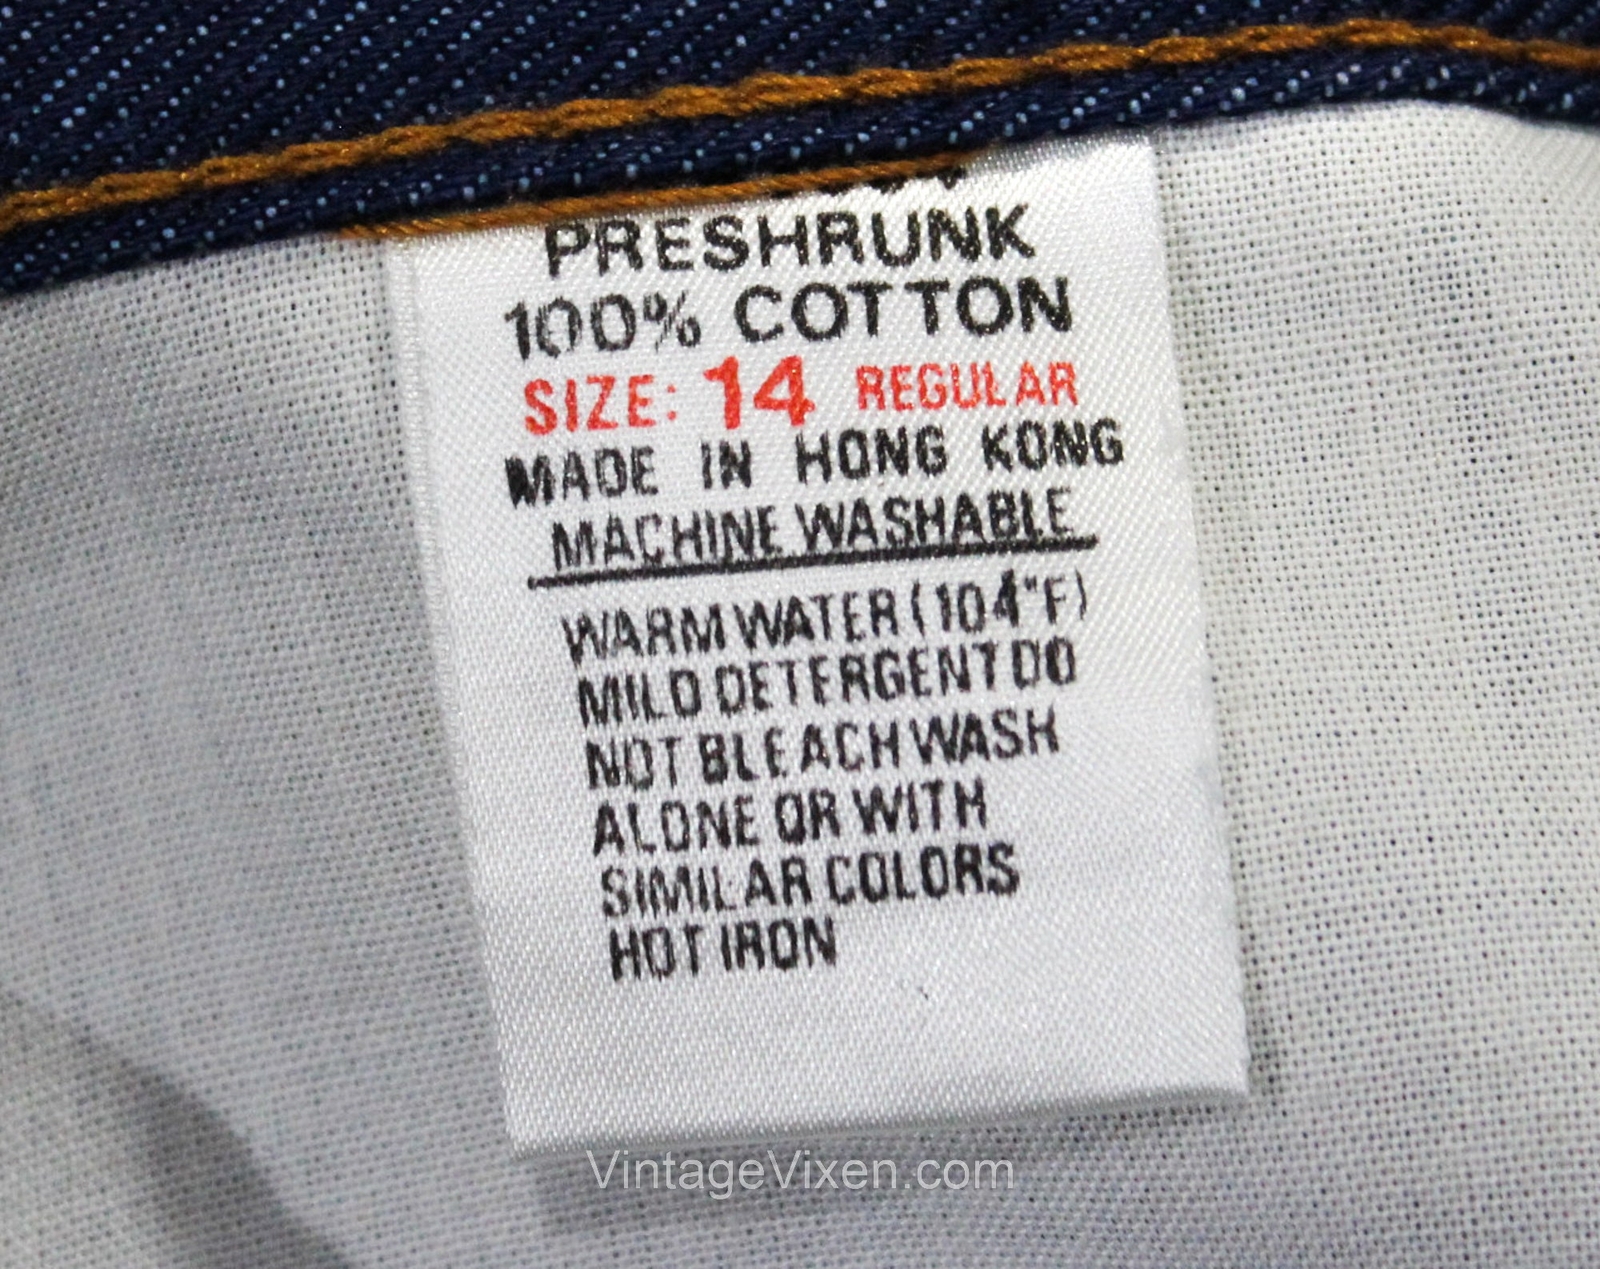 PRESHRUNK
100% COTTON
SIZE: 14 REGULAR
MADE IN HONG KONG
MACHINE WASHABLE
WARM WATER (104°F)
MILD DETERGENT DO
NOT BLEACH WASH
ALONE OR WITH
SIMILAR COLORS
HOT IRON
VintageVixen.com